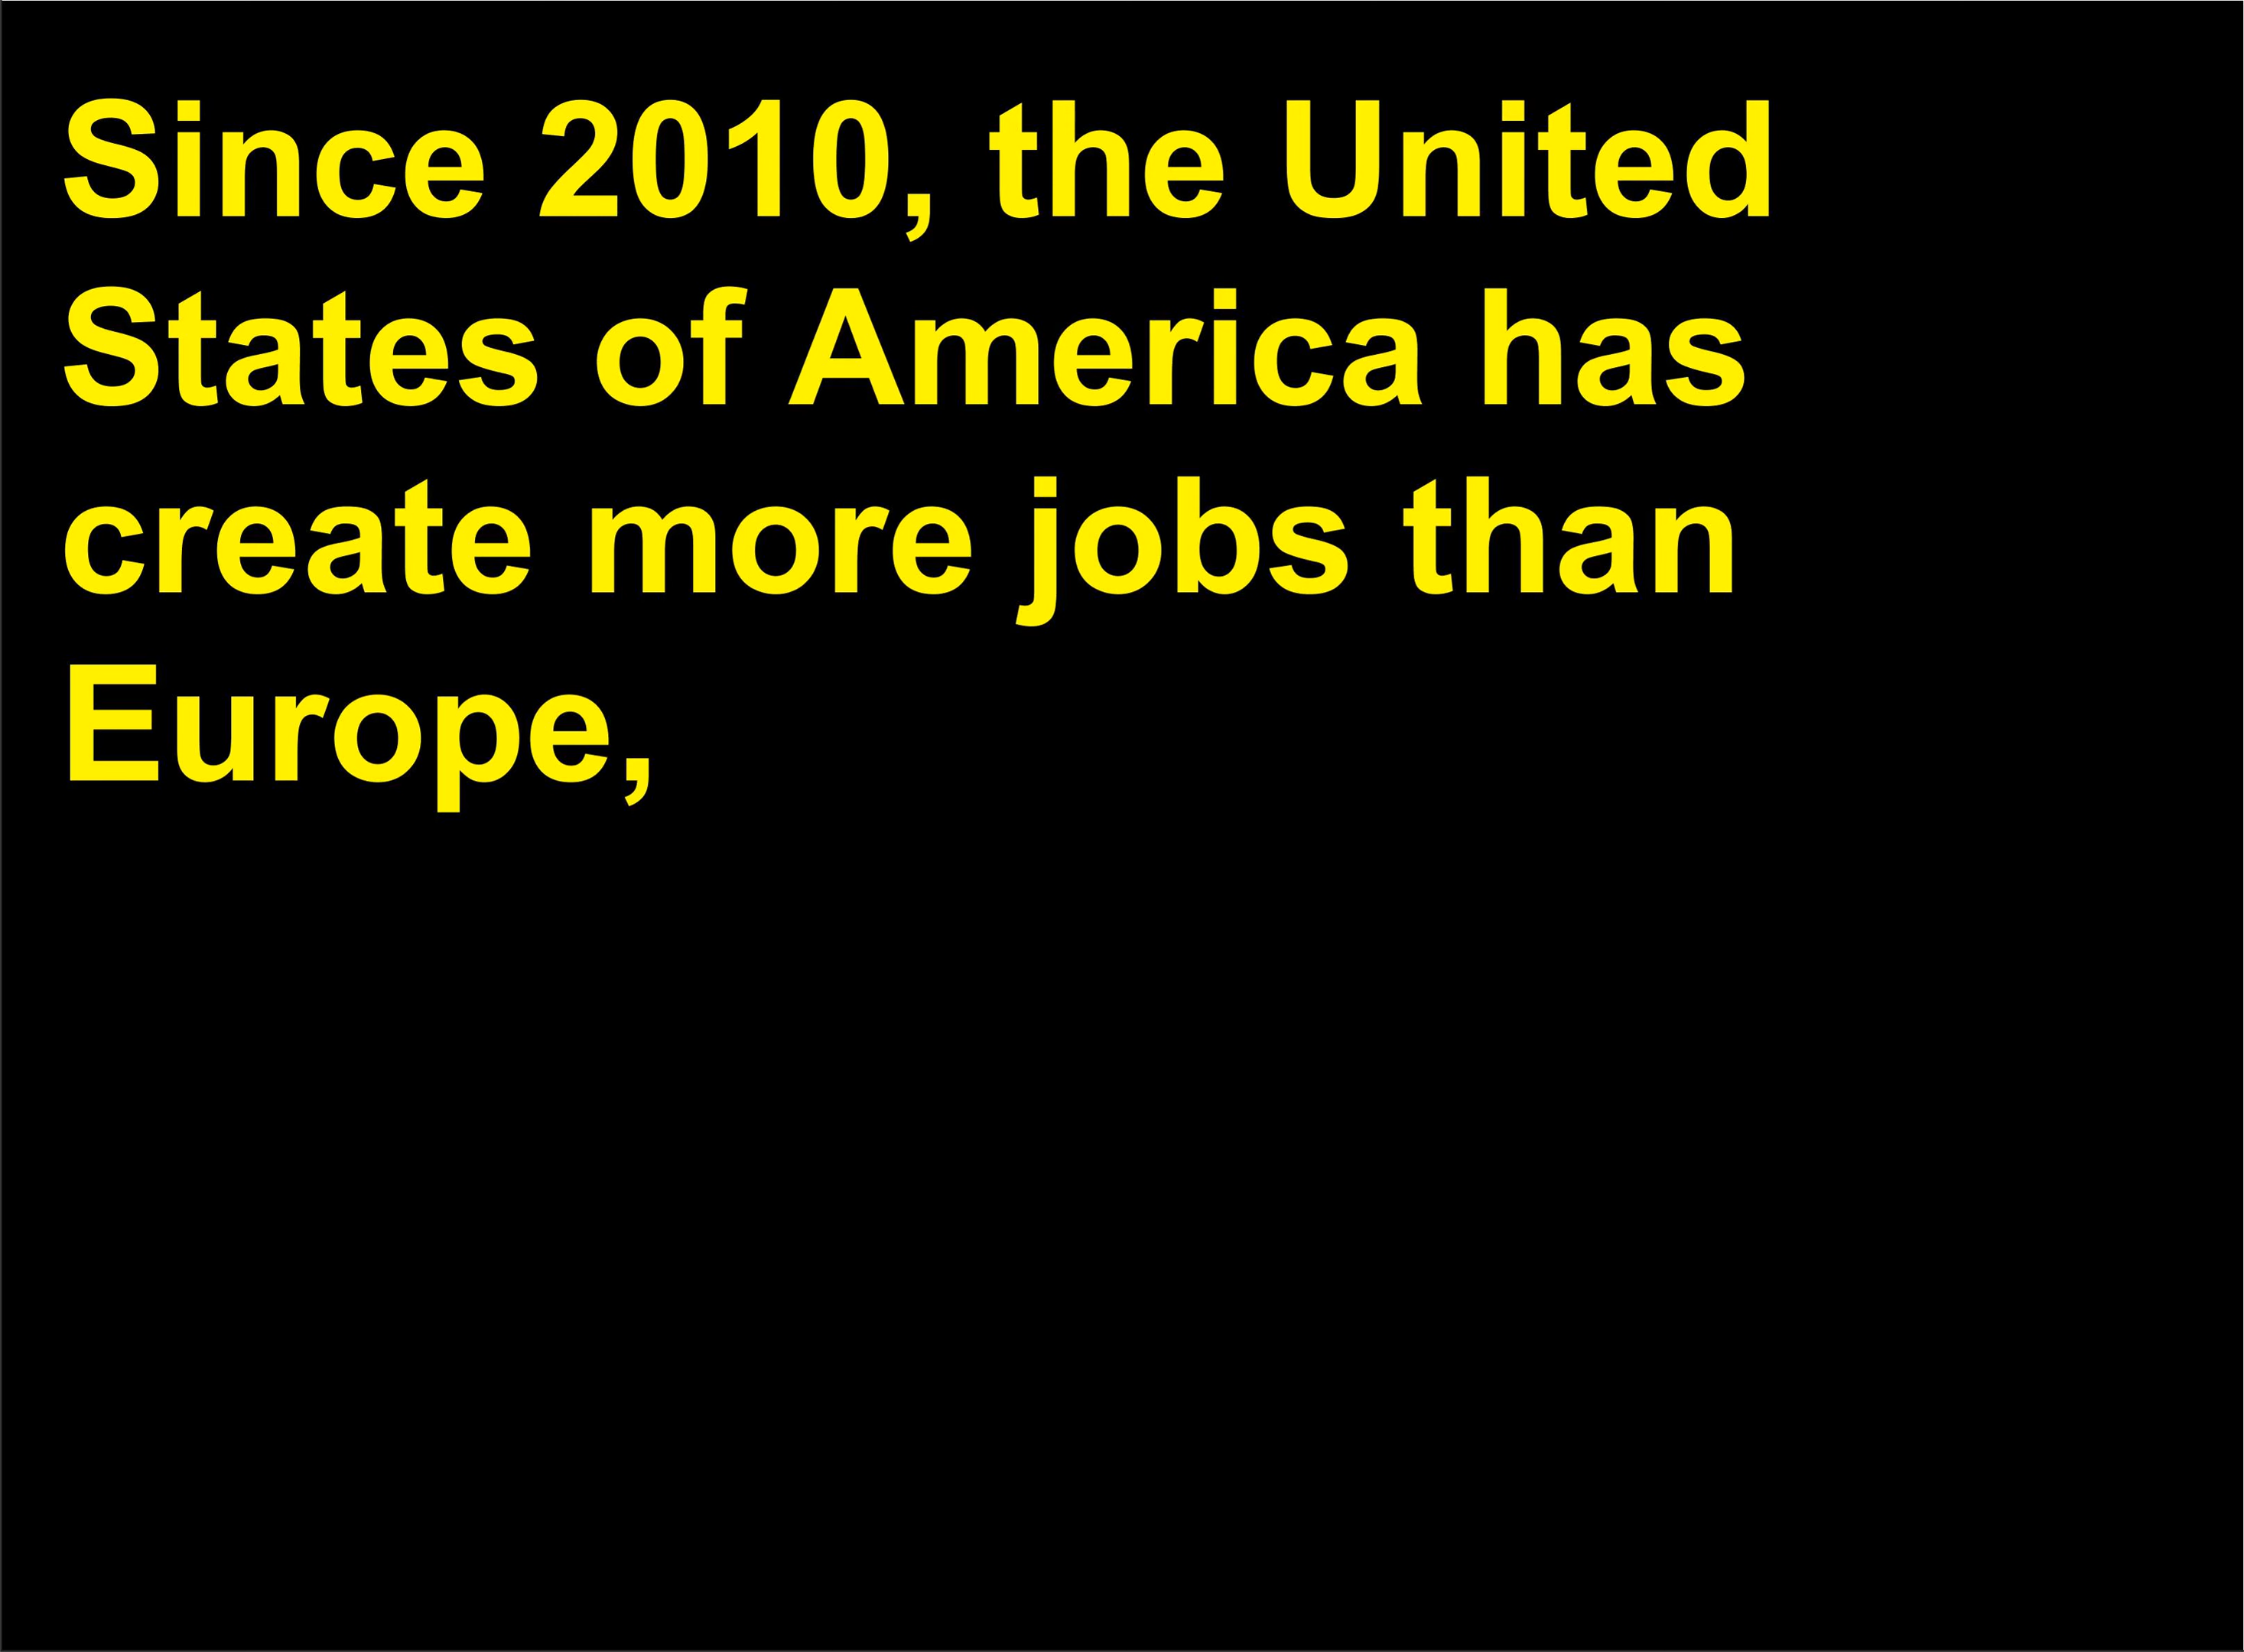 Since 2010, the United
States of America has
create more jobs than
Europe,